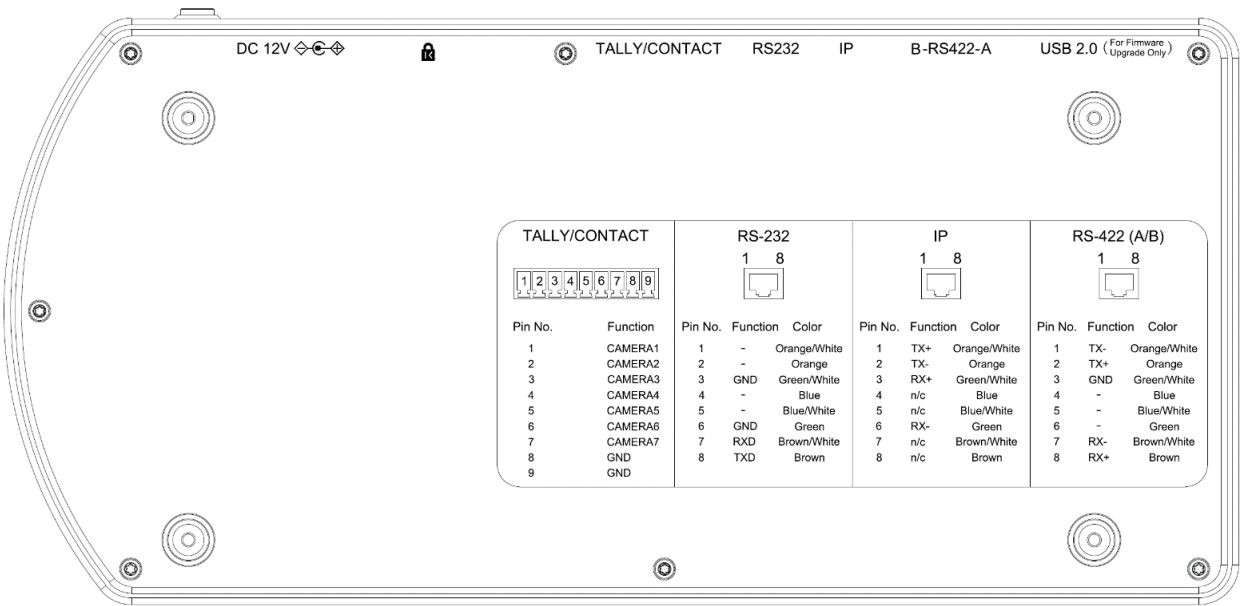 DC 12V
TALLY/CONTACT RS232 IP B-RS422-A USB 2.0 (For Firmware Upgrade Only)
TALLY/CONTACT
1 2 3 4 5 6 7 8 9
Pin No. Function
1 CAMERA1
2 CAMERA2
3 CAMERA3
4 CAMERA4
5 CAMERA5
6 CAMERA6
7 CAMERA7
8 GND
9 GND
RS-232
1 8
Pin No. Function Color
1 - Orange/White
2 - Orange
3 GND Green/White
4 - Blue
5 - Blue/White
6 GND Green
7 RXD Brown/White
8 TXD Brown
IP
1 8
Pin No. Function Color
1 TX+ Orange/White
2 TX- Orange
3 RX+ Green/White
4 n/c Blue
5 n/c Blue/White
6 RX- Green
7 n/c Brown/White
8 n/c Brown
RS-422 (A/B)
1 8
Pin No. Function Color
1 TX- Orange/White
2 TX+ Orange
3 GND Green/White
4 - Blue
5 - Blue/White
6 - Green
7 RX- Brown/White
8 RX+ Brown